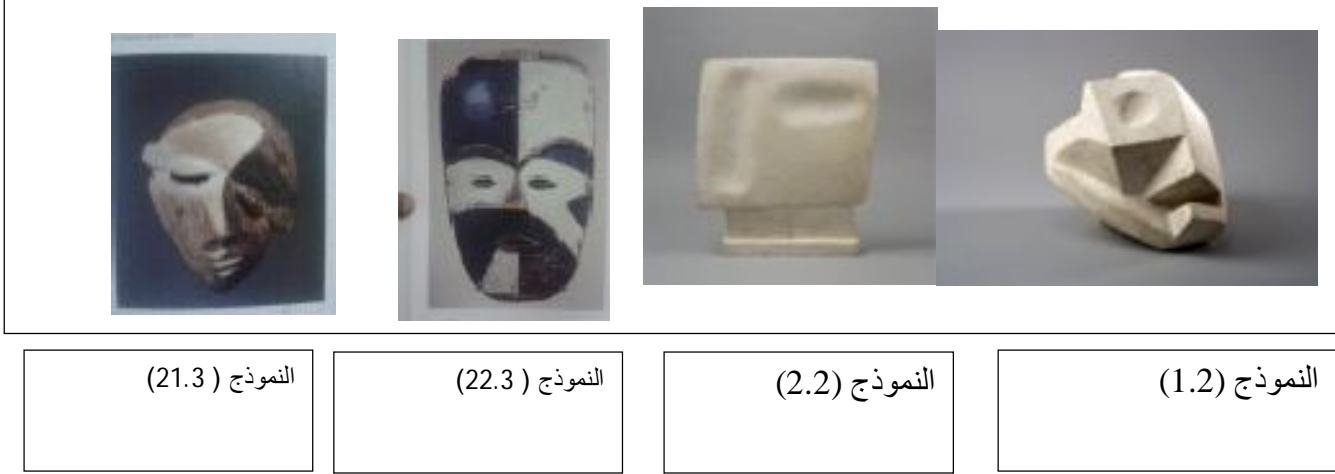 النموذج (1.2)
النموذج (2.2)
النموذج ( 22.3)
النموذج ( 21.3)